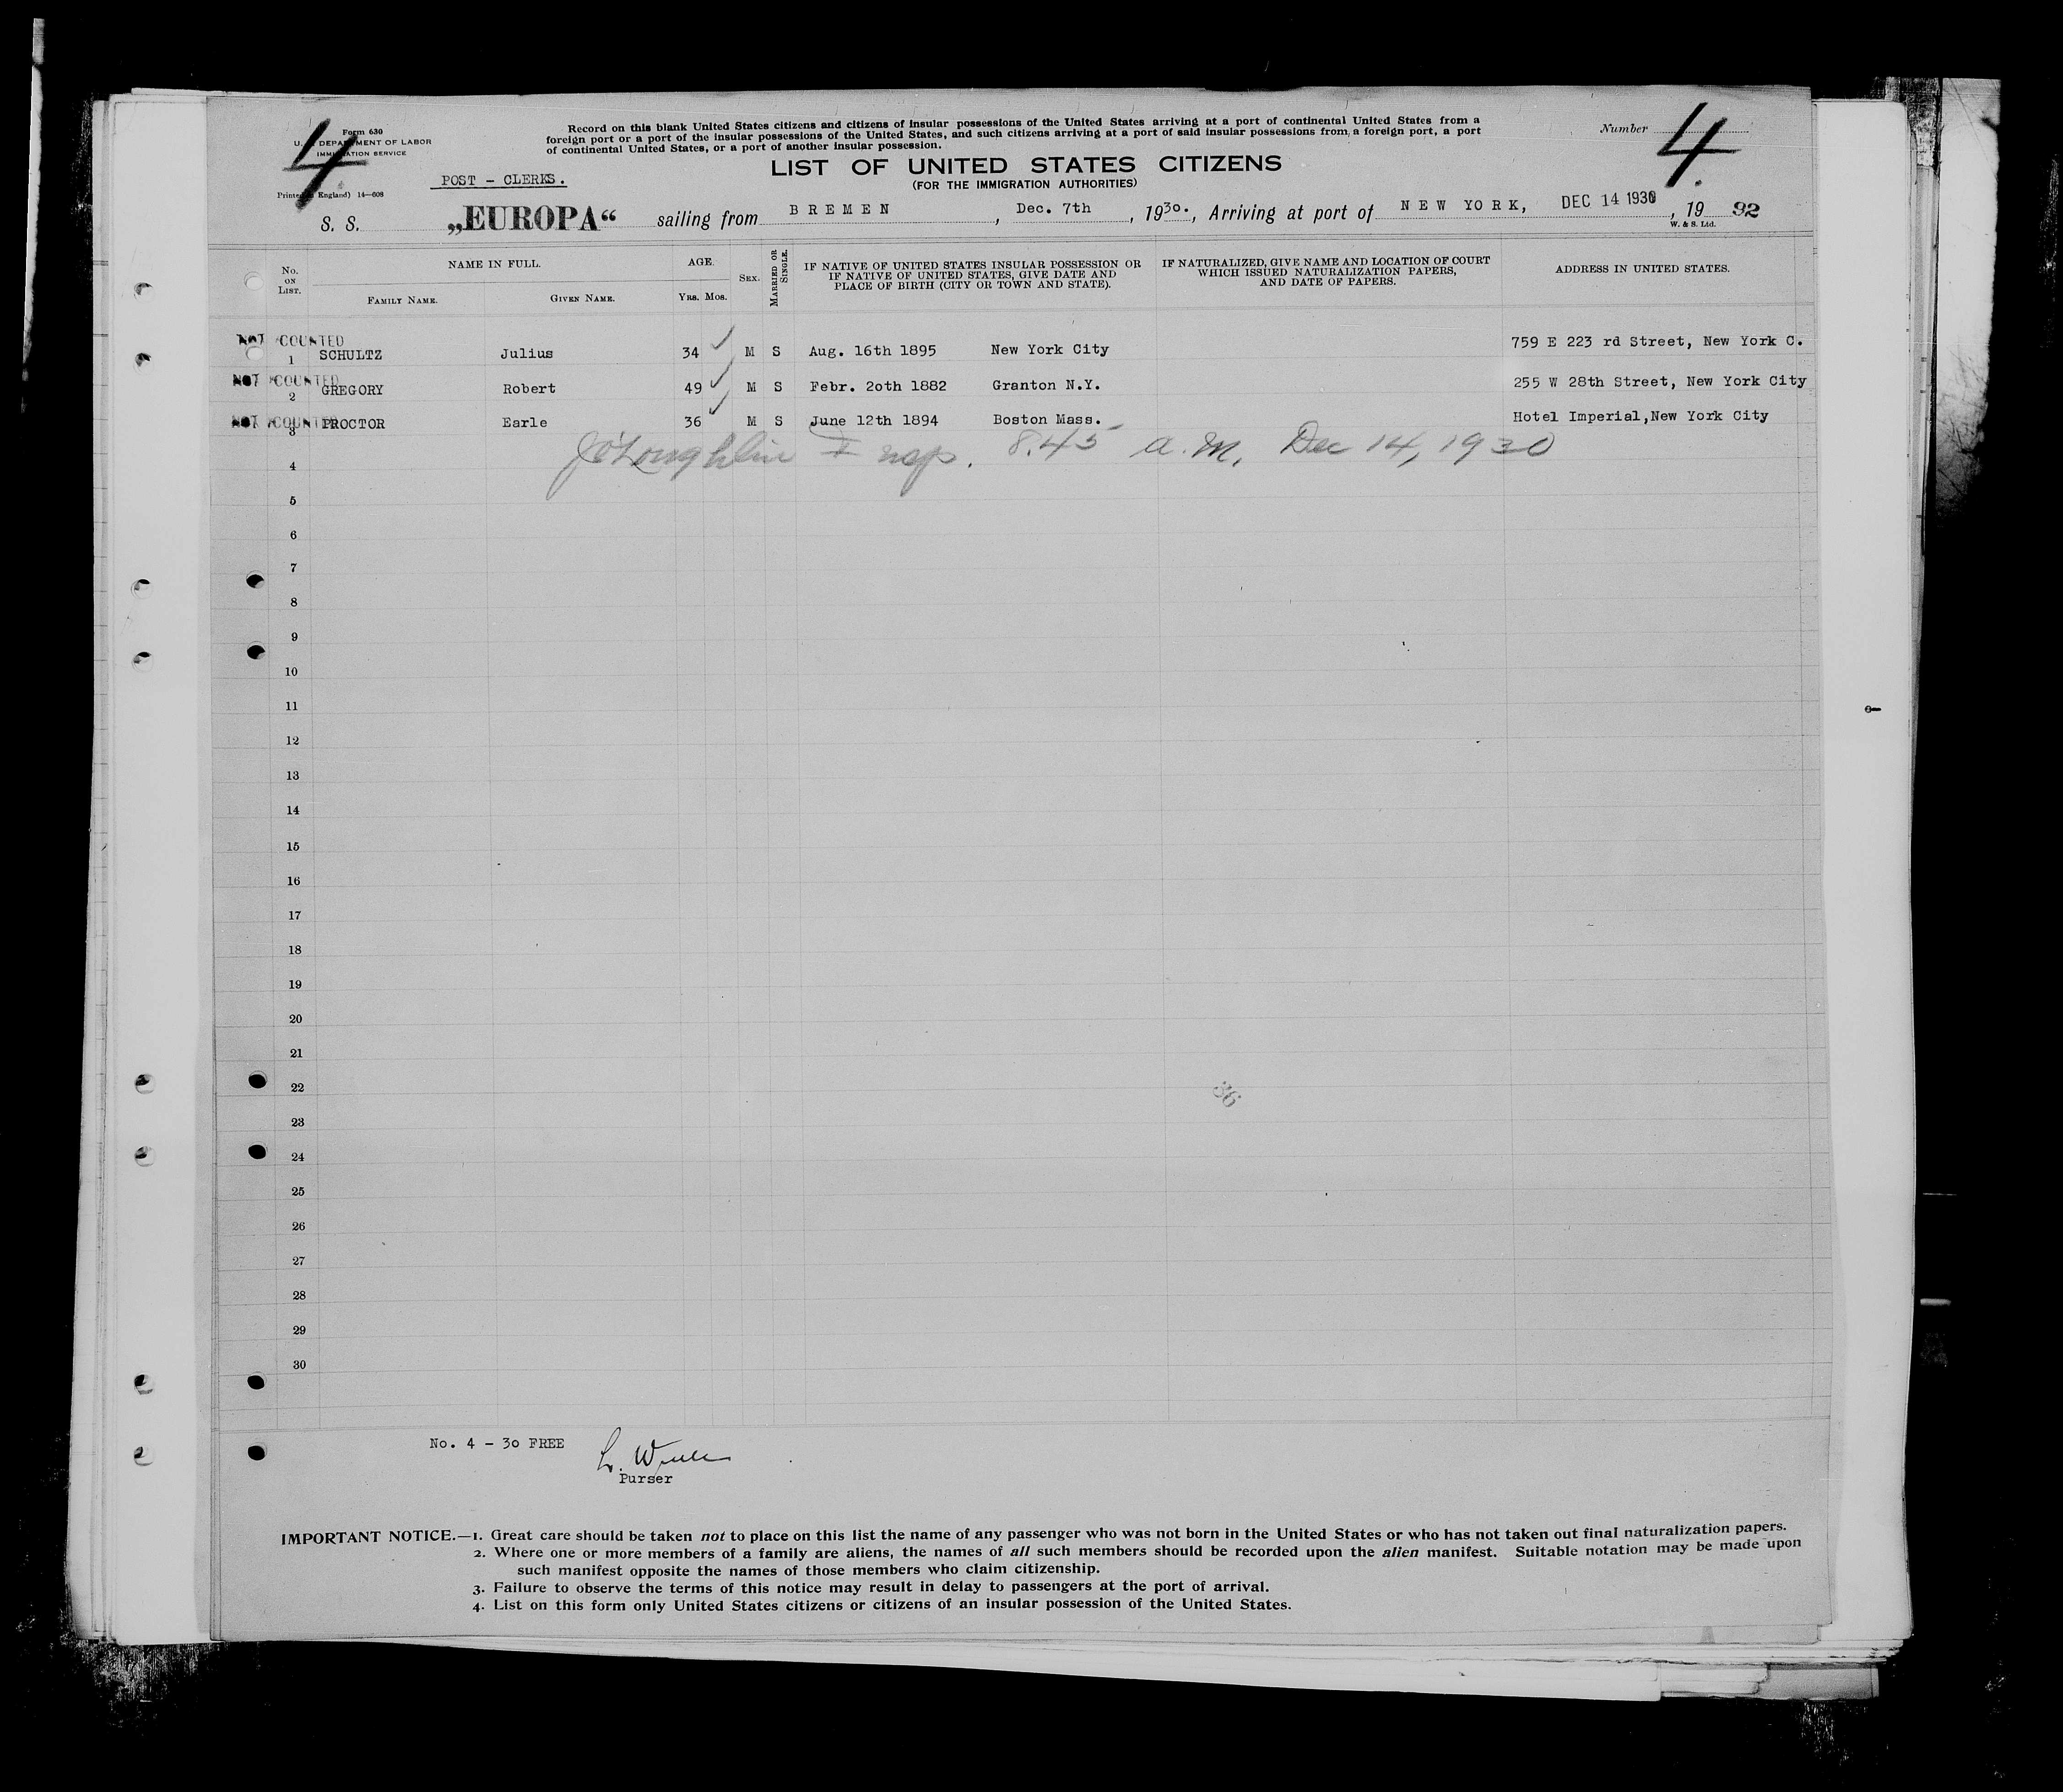 Form 630
U. S. DEPARTMENT OF LABOR
IMMIGRATION SERVICE
Printed in England) 14—608
4
Record on this blank United States citizens and citizens of insular possessions of the United States arriving at a port of continental United States from a
foreign port or a port of the insular possessions of the United States, and such citizens arriving at a port of said insular possessions from a foreign port, a port
of continental United States, or a port of another insular possession.
Number 4
POST - CLERKS.
LIST OF UNITED STATES CITIZENS
(FOR THE IMMIGRATION AUTHORITIES)
S. S. „EUROPA“ sailing from BREMEN, Dec. 7th, 1930., Arriving at port of NEW YORK, DEC 14 1930, 19 92
W. & S. Ltd.
No. ON LIST.
NAME IN FULL.
FAMILY NAME.
GIVEN NAME.
AGE.
YRS. MOS.
SEX.
MARRIED OR SINGLE.
IF NATIVE OF UNITED STATES INSULAR POSSESSION OR
IF NATIVE OF UNITED STATES, GIVE DATE AND
PLACE OF BIRTH (CITY OR TOWN AND STATE).
IF NATURALIZED, GIVE NAME AND LOCATION OF COURT
WHICH ISSUED NATURALIZATION PAPERS,
AND DATE OF PAPERS.
ADDRESS IN UNITED STATES.
NOT COUNTED
1 SCHULTZ Julius 34 ✓ M S Aug. 16th 1895 New York City 759 E 223 rd Street, New York C.
NOT COUNTED
2 GREGORY Robert 49 ✓ M S Febr. 2oth 1882 Granton N.Y. 255 W 28th Street, New York City
NOT COUNTED
3 PROCTOR Earle 36 ✓ M S June 12th 1894 Boston Mass. Hotel Imperial,New York City
J O'Loughlin Insp. 8.45 a.m. Dec 14, 1930
4
5
6
7
8
9
10
11
12
13
14
15
16
17
18
19
20
21
22
36
23
24
25
26
27
28
29
30
No. 4 - 30 FREE
Purser
IMPORTANT NOTICE.—1. Great care should be taken not to place on this list the name of any passenger who was not born in the United States or who has not taken out final naturalization papers.
2. Where one or more members of a family are aliens, the names of all such members should be recorded upon the alien manifest. Suitable notation may be made upon
such manifest opposite the names of those members who claim citizenship.
3. Failure to observe the terms of this notice may result in delay to passengers at the port of arrival.
4. List on this form only United States citizens or citizens of an insular possession of the United States.